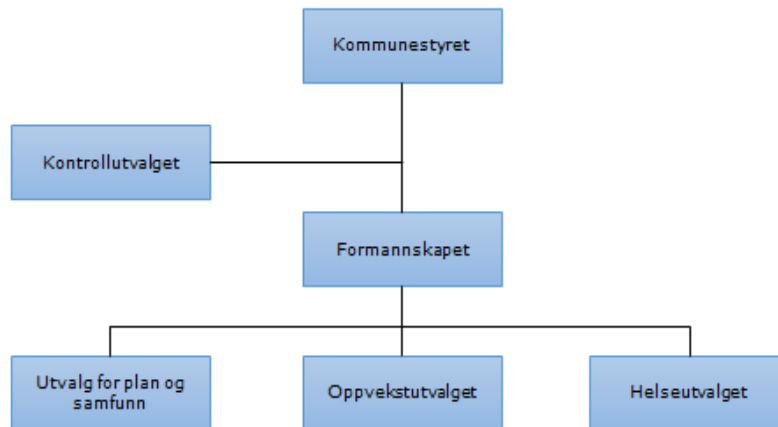 Kommunestyret
Kontrollutvalget
Formannskapet
Utvalg for plan og
samfunn
Oppvekstutvalget
Helseutvalget